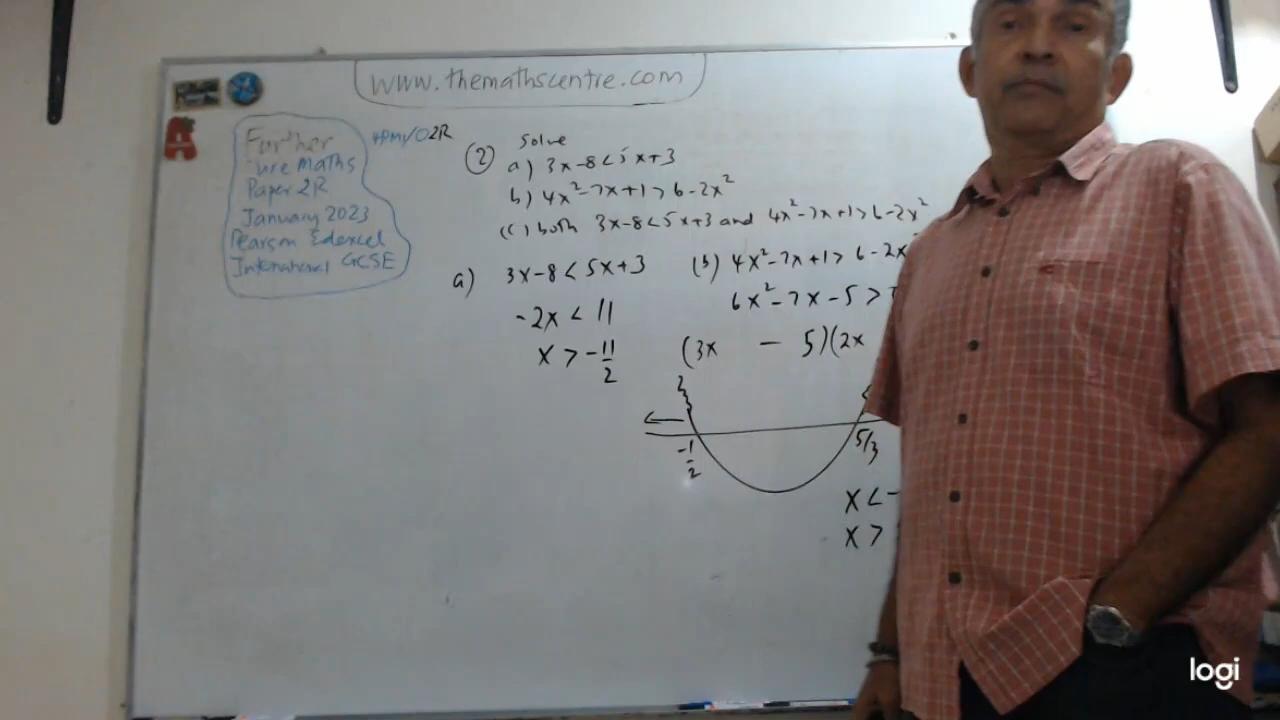 www.themathscentre.com
Further
Pure Maths
Paper 2R
January 2023
Pearson Edexcel
International GCSE
4PM1/02R
(2) Solve
a) 3x-8<5x+3
b) 4x²-7x+1>6-2x²
(c) both 3x-8<5x+3 and 4x²-7x+1>6-2x²
a) 3x-8<5x+3
-2x<11
x>-11/2
(b) 4x²-7x+1>6-2x
6x²-7x-5>
(3x - 5)(2x
-1/2
5/3
x<-
x>
logi